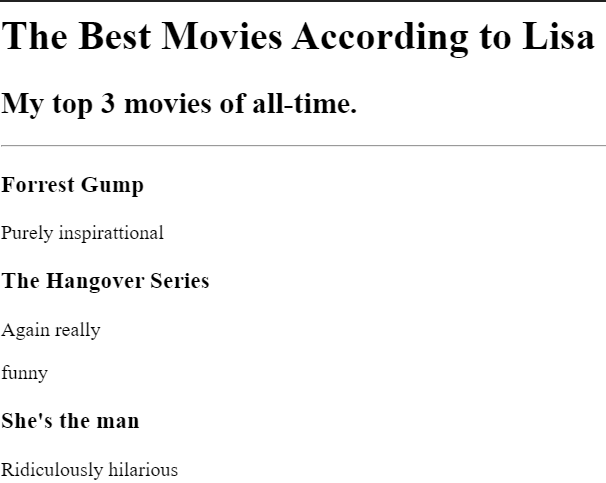 The Best Movies According to Lisa
My top 3 movies of all-time.
Forrest Gump
Purely inspirattional
The Hangover Series
Again really
funny
She's the man
Ridiculously hilarious